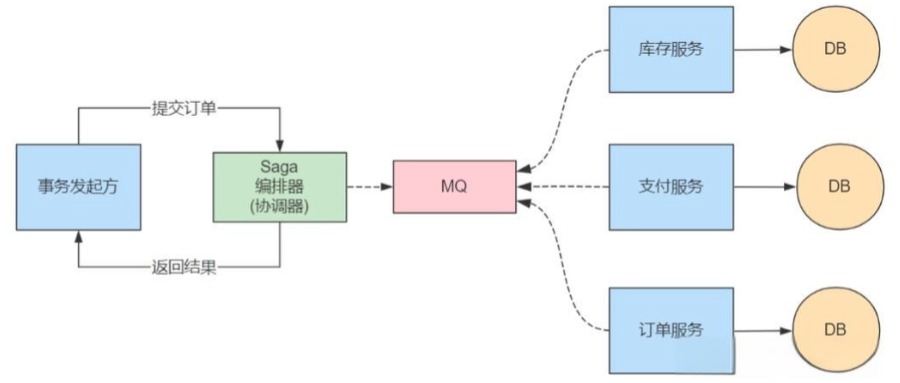 库存服务
DB
提交订单
事务发起方
Saga
编排器
(协调器)
MQ
支付服务
DB
返回结果
订单服务
DB